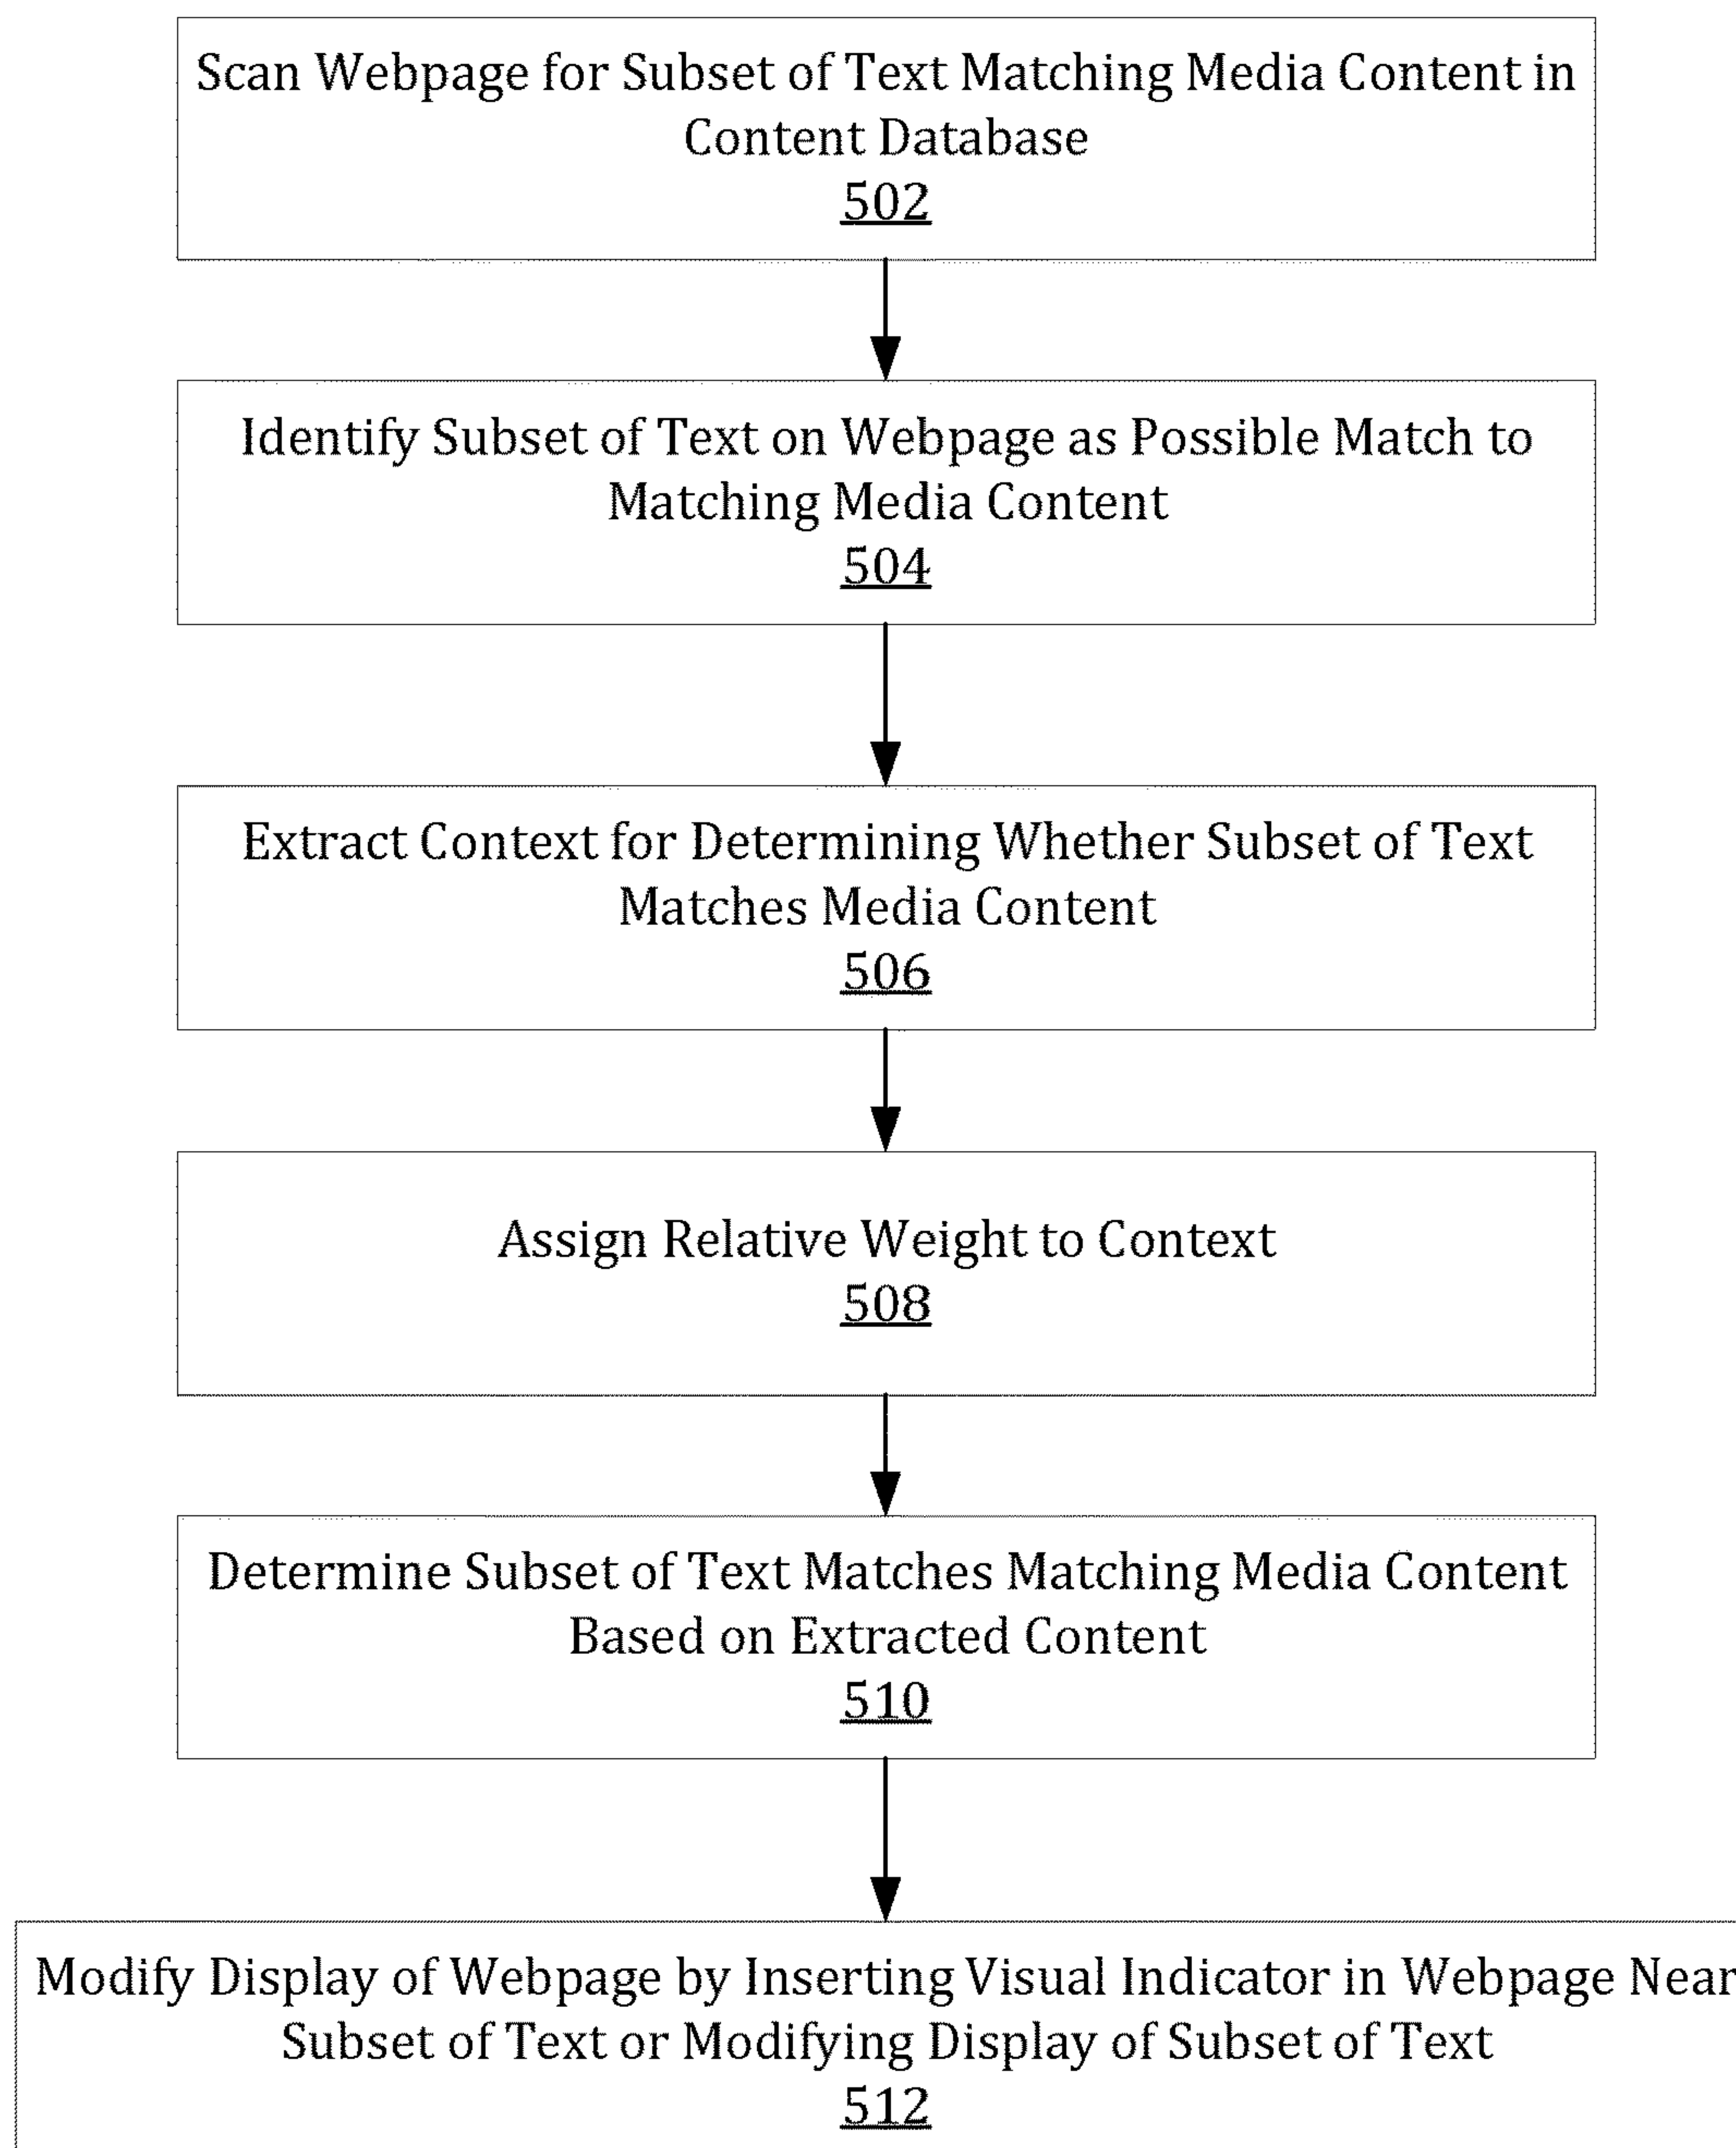 Scan Webpage for Subset of Text Matching Media Content in
Content Database
502
Identify Subset of Text on Webpage as Possible Match to
Matching Media Content
504
Extract Context for Determining Whether Subset of Text
Matches Media Content
506
Assign Relative Weight to Context
508
Determine Subset of Text Matches Matching Media Content
Based on Extracted Content
510
Modify Display of Webpage by Inserting Visual Indicator in Webpage Near
Subset of Text or Modifying Display of Subset of Text
512